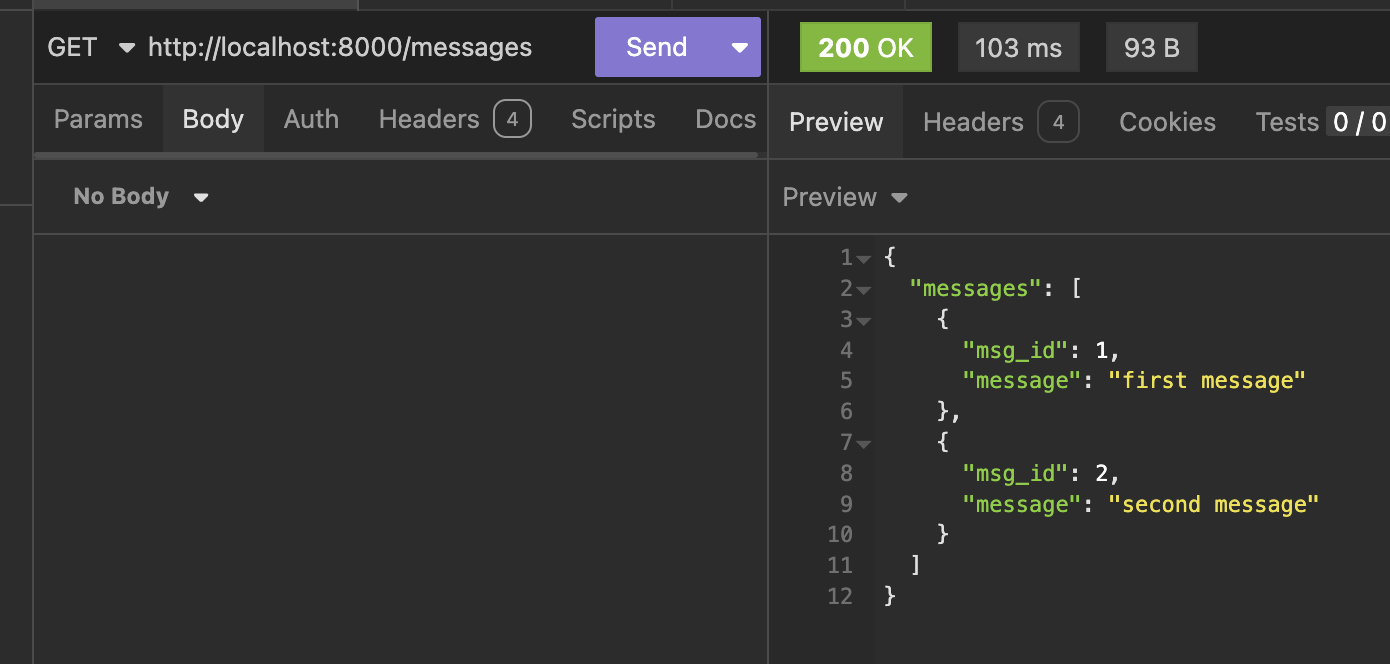 GET http://localhost:8000/messages Send 200 OK 103 ms 93 B
Params Body Auth Headers 4 Scripts Docs Preview Headers 4 Cookies Tests 0 / 0
No Body Preview
1 {
2 "messages": [
3 {
4 "msg_id": 1,
5 "message": "first message"
6 },
7 {
8 "msg_id": 2,
9 "message": "second message"
10 }
11 ]
12 }